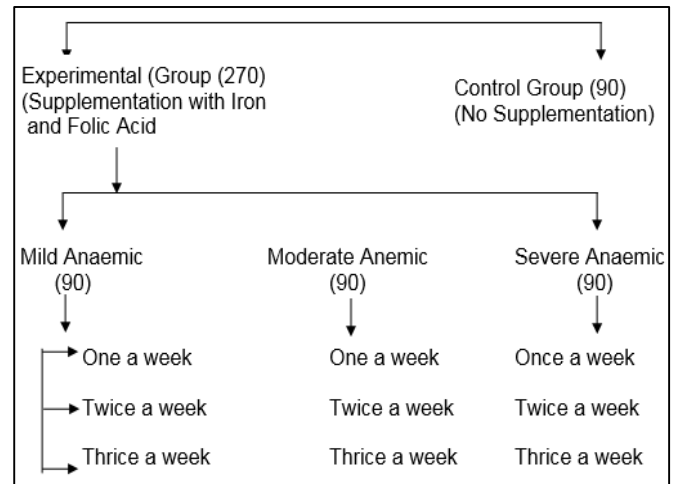 Experimental (Group (270)
(Supplementation with Iron
and Folic Acid
Control Group (90)
(No Supplementation)
Mild Anaemic
(90)
Moderate Anemic
(90)
Severe Anaemic
(90)
One a week
Twice a week
Thrice a week
One a week
Twice a week
Thrice a week
Once a week
Twice a week
Thrice a week